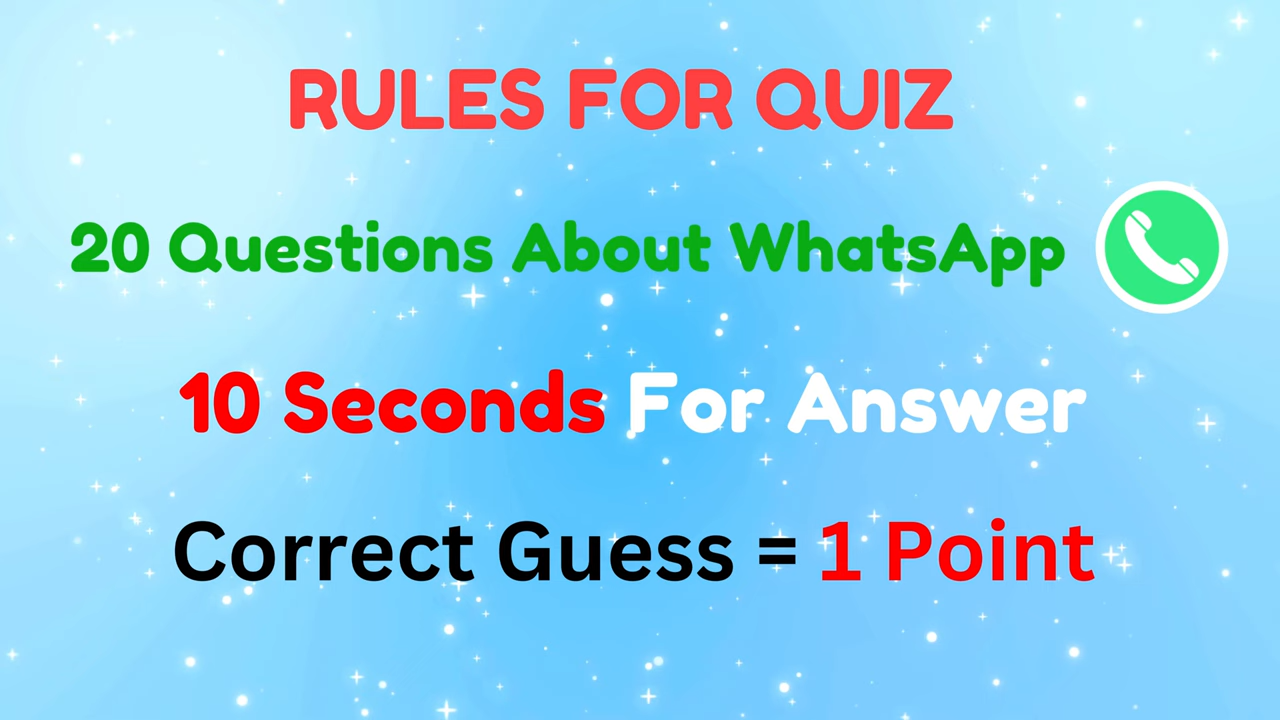 RULES FOR QUIZ
20 Questions About WhatsApp
10 Seconds For Answer
Correct Guess = 1 Point